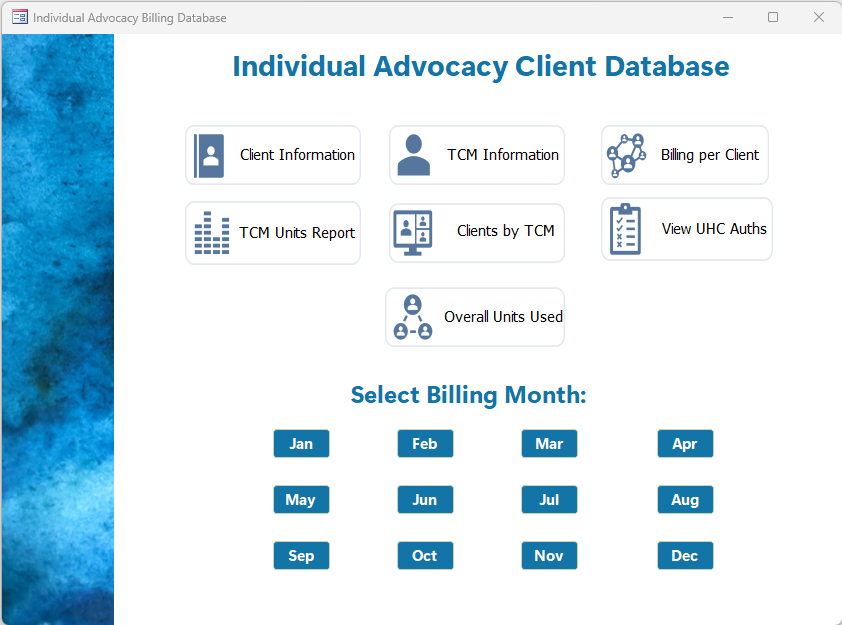 Individual Advocacy Billing Database
Individual Advocacy Client Database
Client Information
TCM Information
Billing per Client
TCM Units Report
Clients by TCM
View UHC Auths
Overall Units Used
Select Billing Month:
Jan
Feb
Mar
Apr
May
Jun
Jul
Aug
Sep
Oct
Nov
Dec